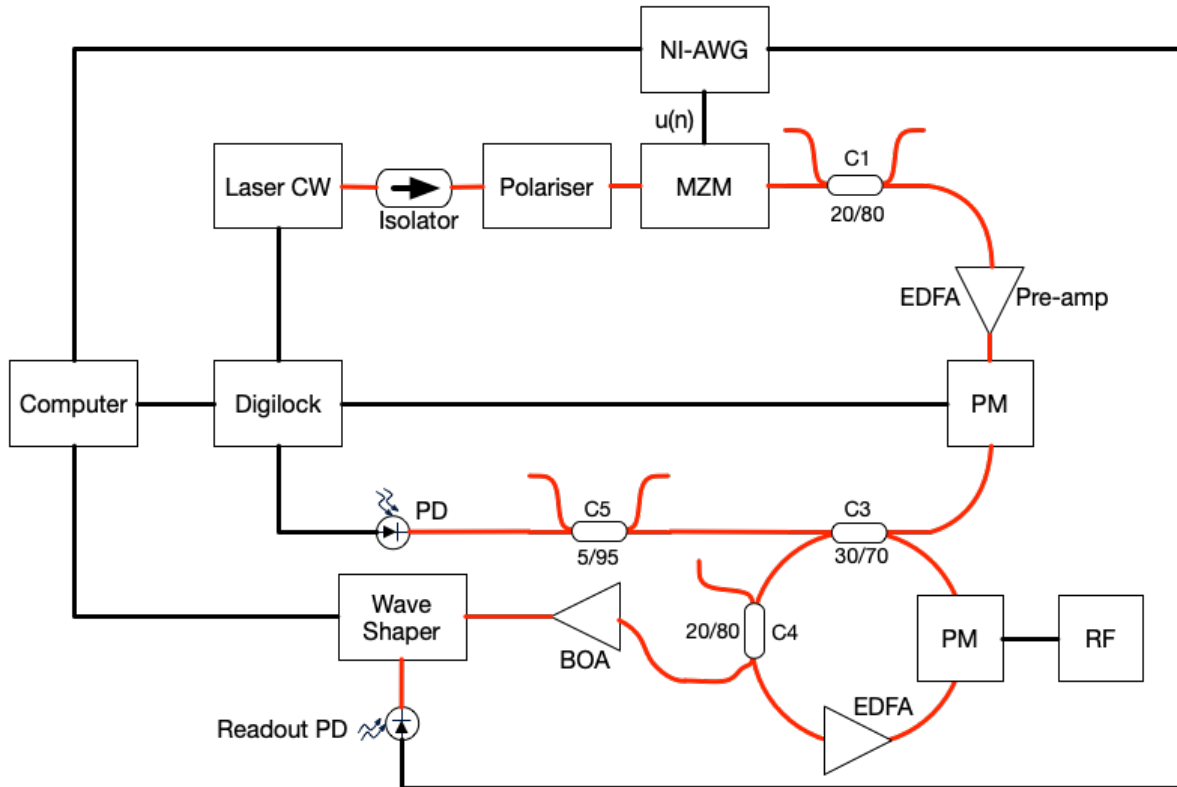 NI-AWG
u(n)
Laser CW
Isolator
Polariser
MZM
C1
20/80
EDFA
Pre-amp
Computer
Digilock
PM
PD
C5
5/95
C3
30/70
Wave
Shaper
BOA
20/80
C4
PM
RF
EDFA
Readout PD